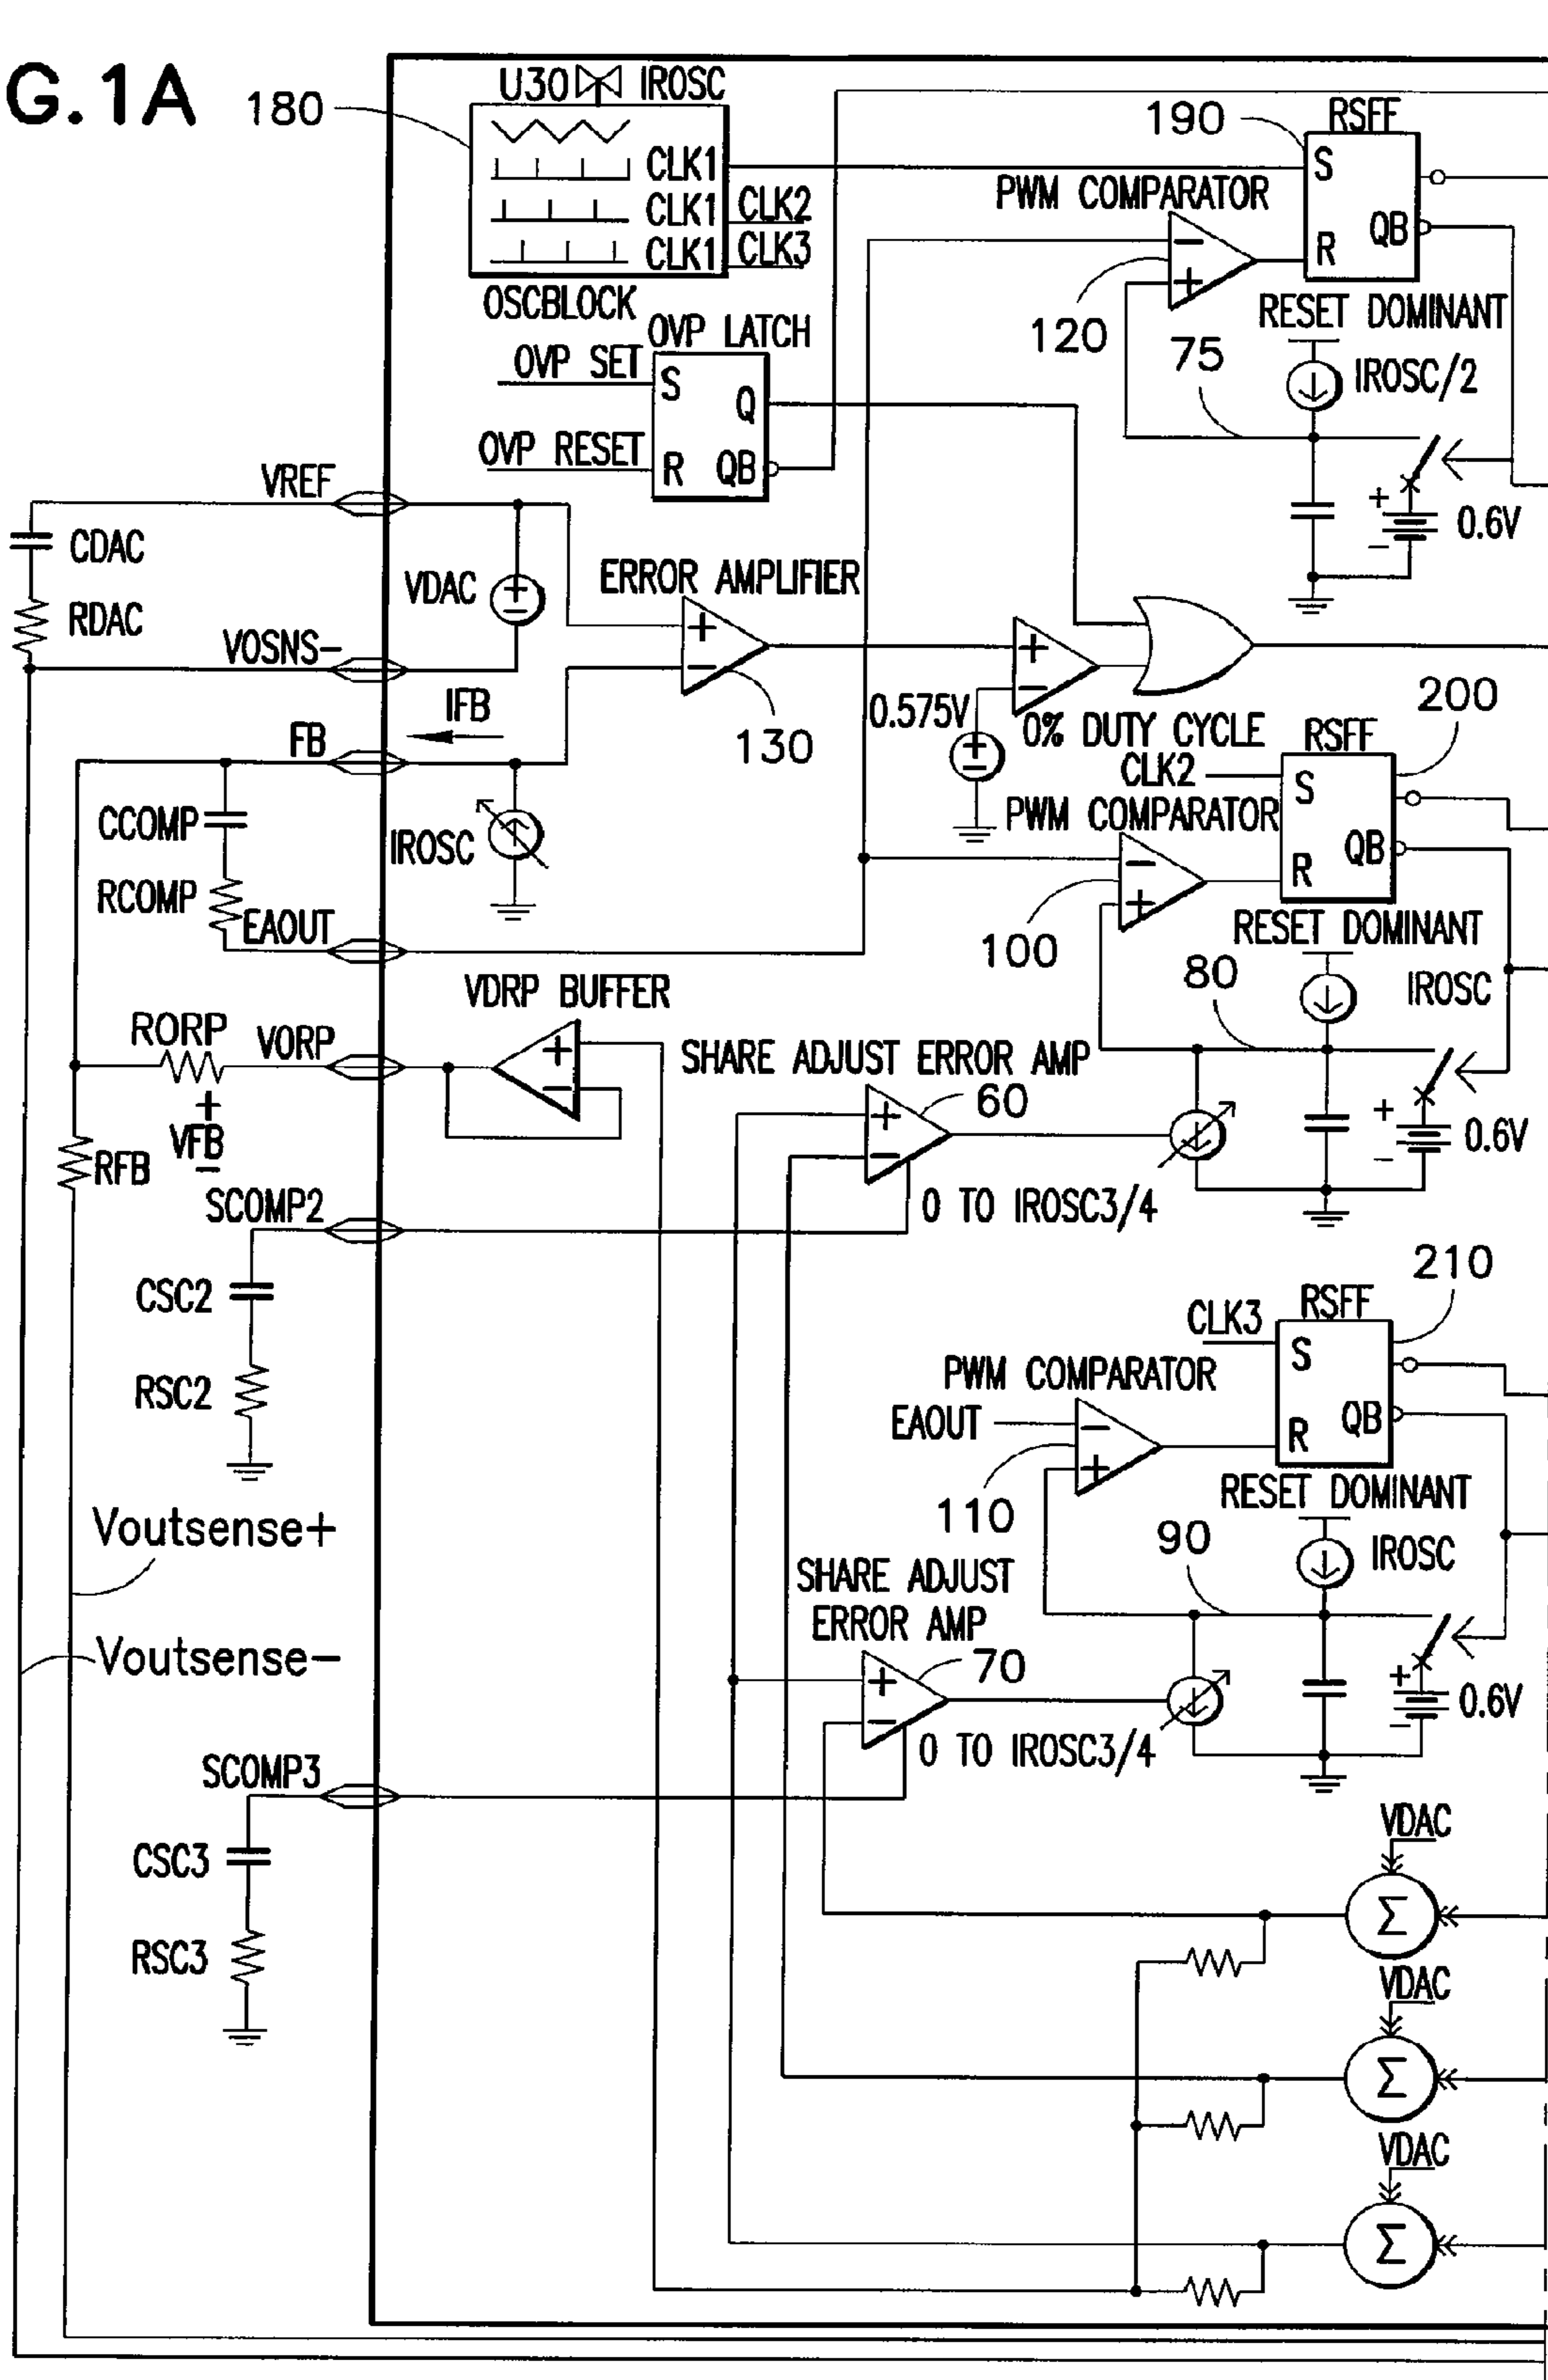 G.1A
180
U30 IROSC
CLK1
CLK1 CLK2
CLK1 CLK3
OSCBLOCK
190
RSFF
S
QB
R
PWM COMPARATOR
-
+
120
RESET DOMINANT
75
IROSC/2
+
-
0.6V
OVP LATCH
OVP SET
S
Q
OVP RESET
R
QB
VREF
CDAC
RDAC
VDAC
+
-
VOSNS-
ERROR AMPLIFIER
+
-
130
IFB
FB
0.575V
+
-
+
-
0% DUTY CYCLE
200
RSFF
CLK2
S
QB
R
PWM COMPARATOR
-
+
100
RESET DOMINANT
80
IROSC
+
-
0.6V
CCOMP
RCOMP
IROSC
EAOUT
VDRP BUFFER
+
-
RORP
VORP
+
VFB
-
RFB
SHARE ADJUST ERROR AMP
60
+
-
0 TO IROSC3/4
SCOMP2
CSC2
RSC2
210
RSFF
CLK3
S
QB
R
PWM COMPARATOR
EAOUT
-
+
110
RESET DOMINANT
90
IROSC
+
-
0.6V
SHARE ADJUST
ERROR AMP
70
+
-
0 TO IROSC3/4
Voutsense+
Voutsense-
SCOMP3
CSC3
RSC3
VDAC
Σ
VDAC
Σ
VDAC
Σ